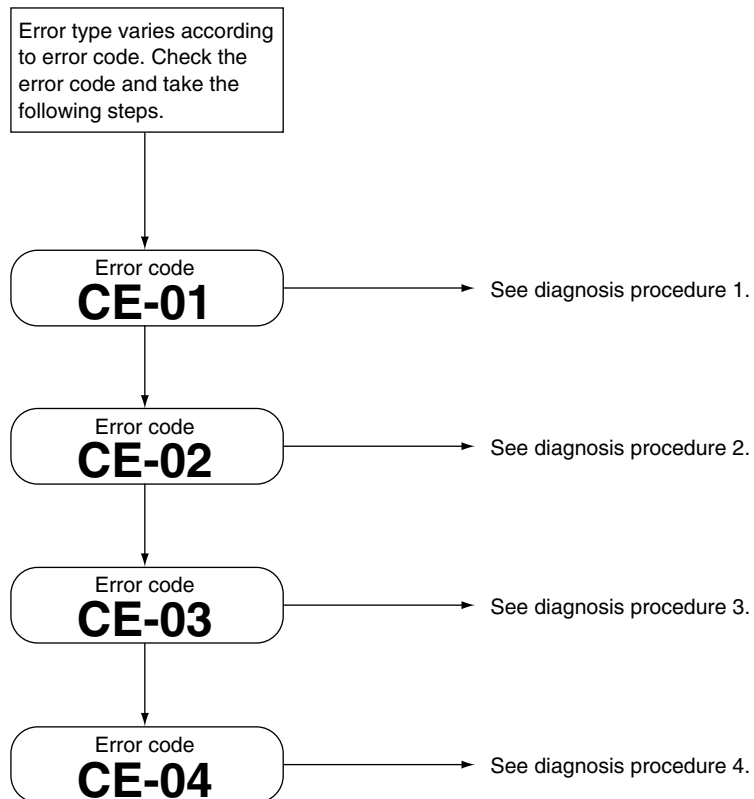 Error type varies according
to error code. Check the
error code and take the
following steps.
Error code
CE-01
See diagnosis procedure 1.
Error code
CE-02
See diagnosis procedure 2.
Error code
CE-03
See diagnosis procedure 3.
Error code
CE-04
See diagnosis procedure 4.